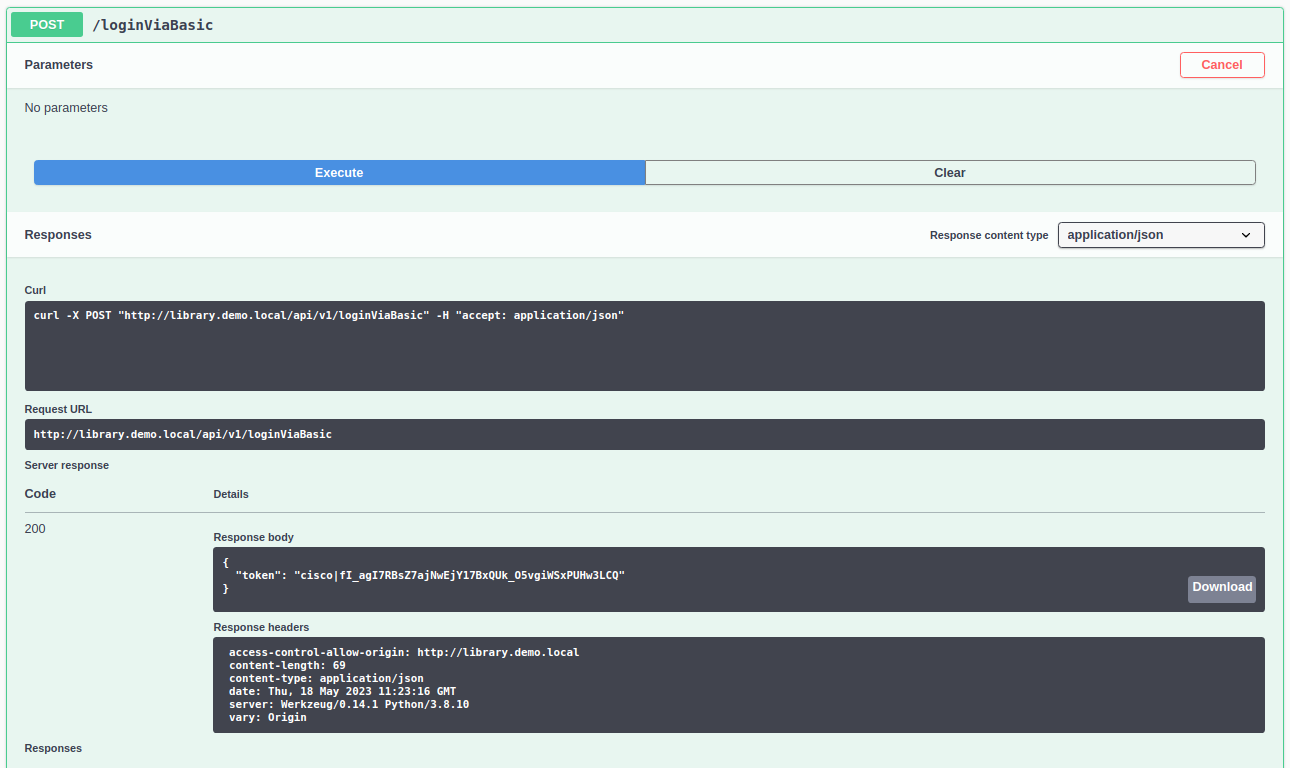 POST /loginViaBasic
Parameters
Cancel
No parameters
Execute
Clear
Responses
Response content type
application/json
Curl
curl -X POST "http://library.demo.local/api/v1/loginViaBasic" -H "accept: application/json"
Request URL
http://library.demo.local/api/v1/loginViaBasic
Server response
Code
Details
200
Response body
{
"token": "cisco|fI_agI7RBsZ7ajNwEjY17BxQUk_O5vgiWSxPUHw3LCQ"
}
Download
Response headers
access-control-allow-origin: http://library.demo.local
content-length: 69
content-type: application/json
date: Thu, 18 May 2023 11:23:16 GMT
server: Werkzeug/0.14.1 Python/3.8.10
vary: Origin
Responses